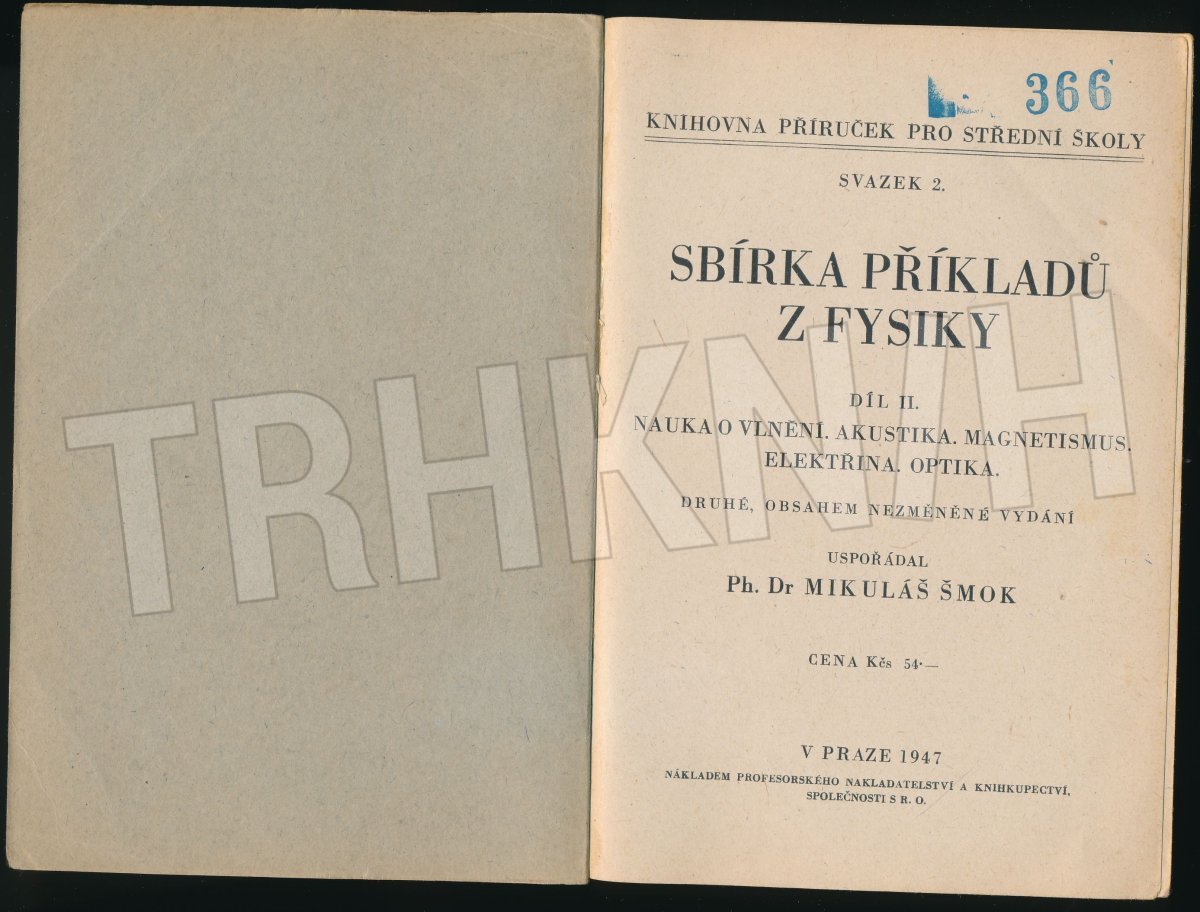 366
KNIHOVNA PŘÍRUČEK PRO STŘEDNÍ ŠKOLY
SVAZEK 2.
SBÍRKA PŘÍKLADŮ
Z FYSIKY
DÍL II.
NAUKA O VLNĚNÍ. AKUSTIKA. MAGNETISMUS.
ELEKTŘINA. OPTIKA.
DRUHÉ, OBSAHEM NEZMĚNĚNÉ VYDÁNÍ
USPOŘÁDAL
Ph. Dr MIKULÁŠ ŠMOK
CENA Kčs 54·—
V PRAZE 1947
NÁKLADEM PROFESORSKÉHO NAKLADATELSTVÍ A KNIHKUPECTVÍ,
SPOLEČNOSTI S R. O.
TRHKNIH